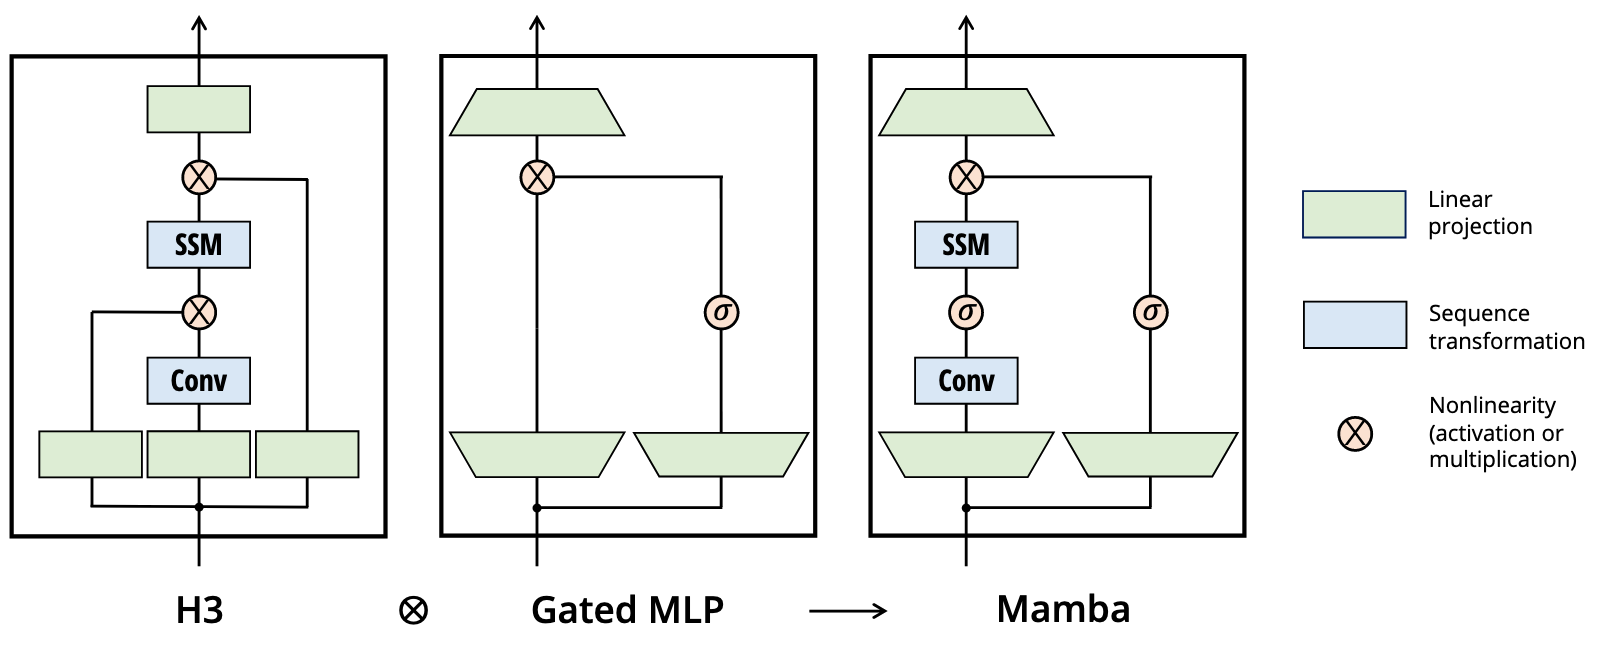 SSM
Conv
H3
⊗
σ
Gated MLP
SSM
σ
σ
Conv
Mamba
Linear
projection
Sequence
transformation
Nonlinearity
(activation or
multiplication)